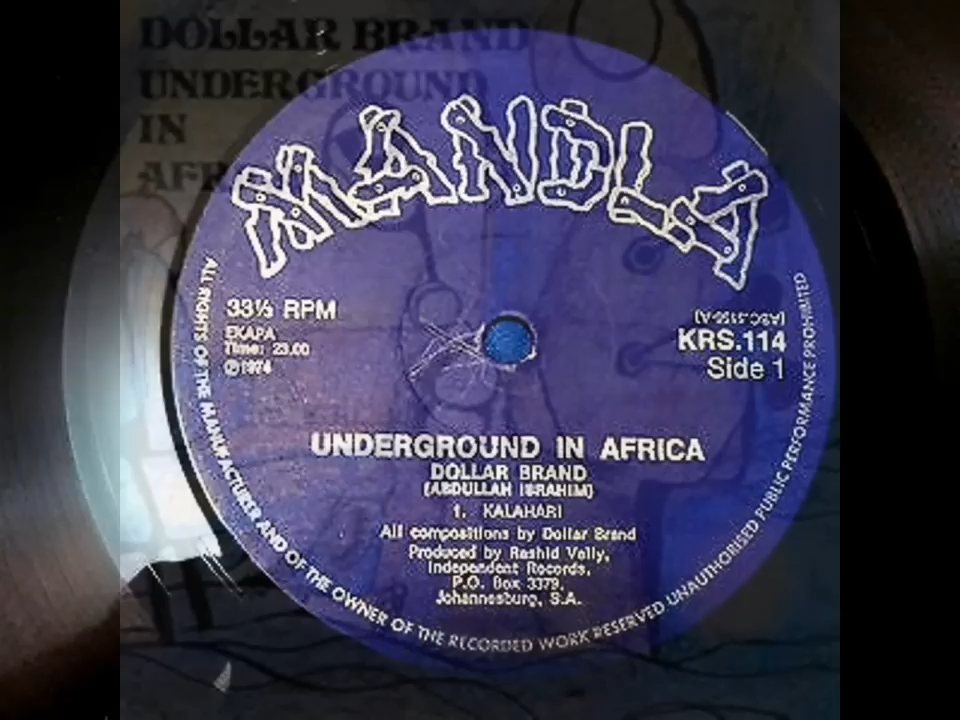 DOLLAR BRAND
UNDERGROUND
IN
AFR
MANDLA
33⅓ RPM
EKAPA
Time: 23.00
℗1974
KRS.114
Side 1
UNDERGROUND IN AFRICA
DOLLAR BRAND
(ABDULLAH IBRAHIM)
1. KALAHARI
All compositions by Dollar Brand
Produced by Rashid Vally,
Independent Records,
P.O. Box 3379,
Johannesburg, S.A.
ALL RIGHTS OF THE MANUFACTURER AND OF THE OWNER OF THE RECORDED WORK RESERVED UNAUTHORISED PUBLIC PERFORMANCE PROHIBITED